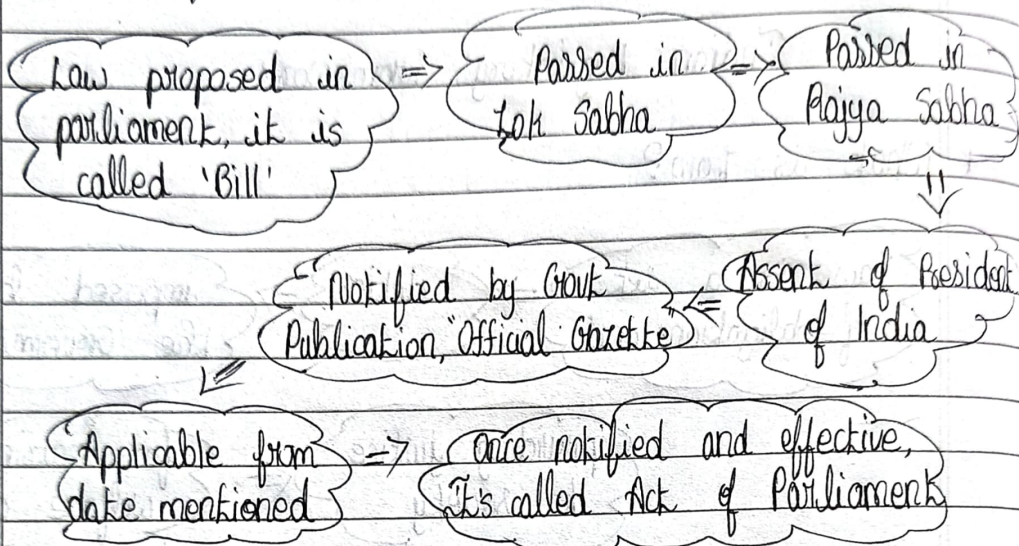 Law proposed in
parliament, it is
called 'Bill'
=>
Passed in
Lok Sabha
=>
Passed in
Rajya Sabha
Assent of President
of India
Notified by Govt
Publication, "Official Gazette"
Applicable from
date mentioned
=>
Once notified and effective,
It's called Act of Parliament